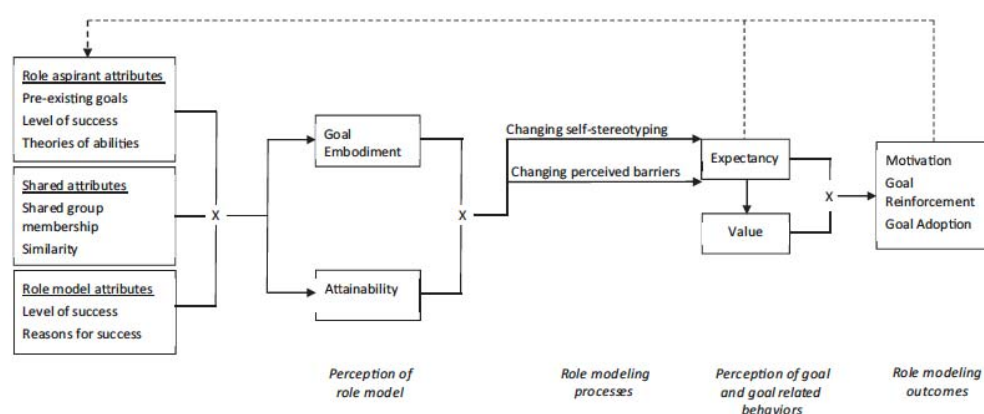 Role aspirant attributes
Pre-existing goals
Level of success
Theories of abilities
Shared attributes
Shared group
membership
Similarity
Role model attributes
Level of success
Reasons for success
X
Goal
Embodiment
Attainability
X
Changing self-stereotyping
Changing perceived barriers
Expectancy
Value
X
Motivation
Goal
Reinforcement
Goal Adoption
Perception of
role model
Role modeling
processes
Perception of goal
and goal related
behaviors
Role modeling
outcomes